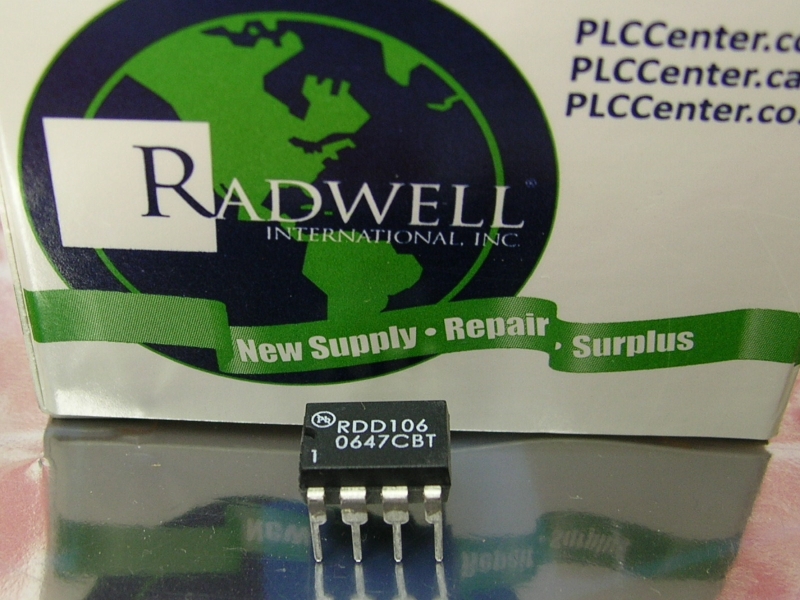 PLCCenter.co
PLCCenter.ca
PLCCenter.co.
RADWELL
INTERNATIONAL, INC.
New Supply • Repair • Surplus
RDD106
0647CBT
1